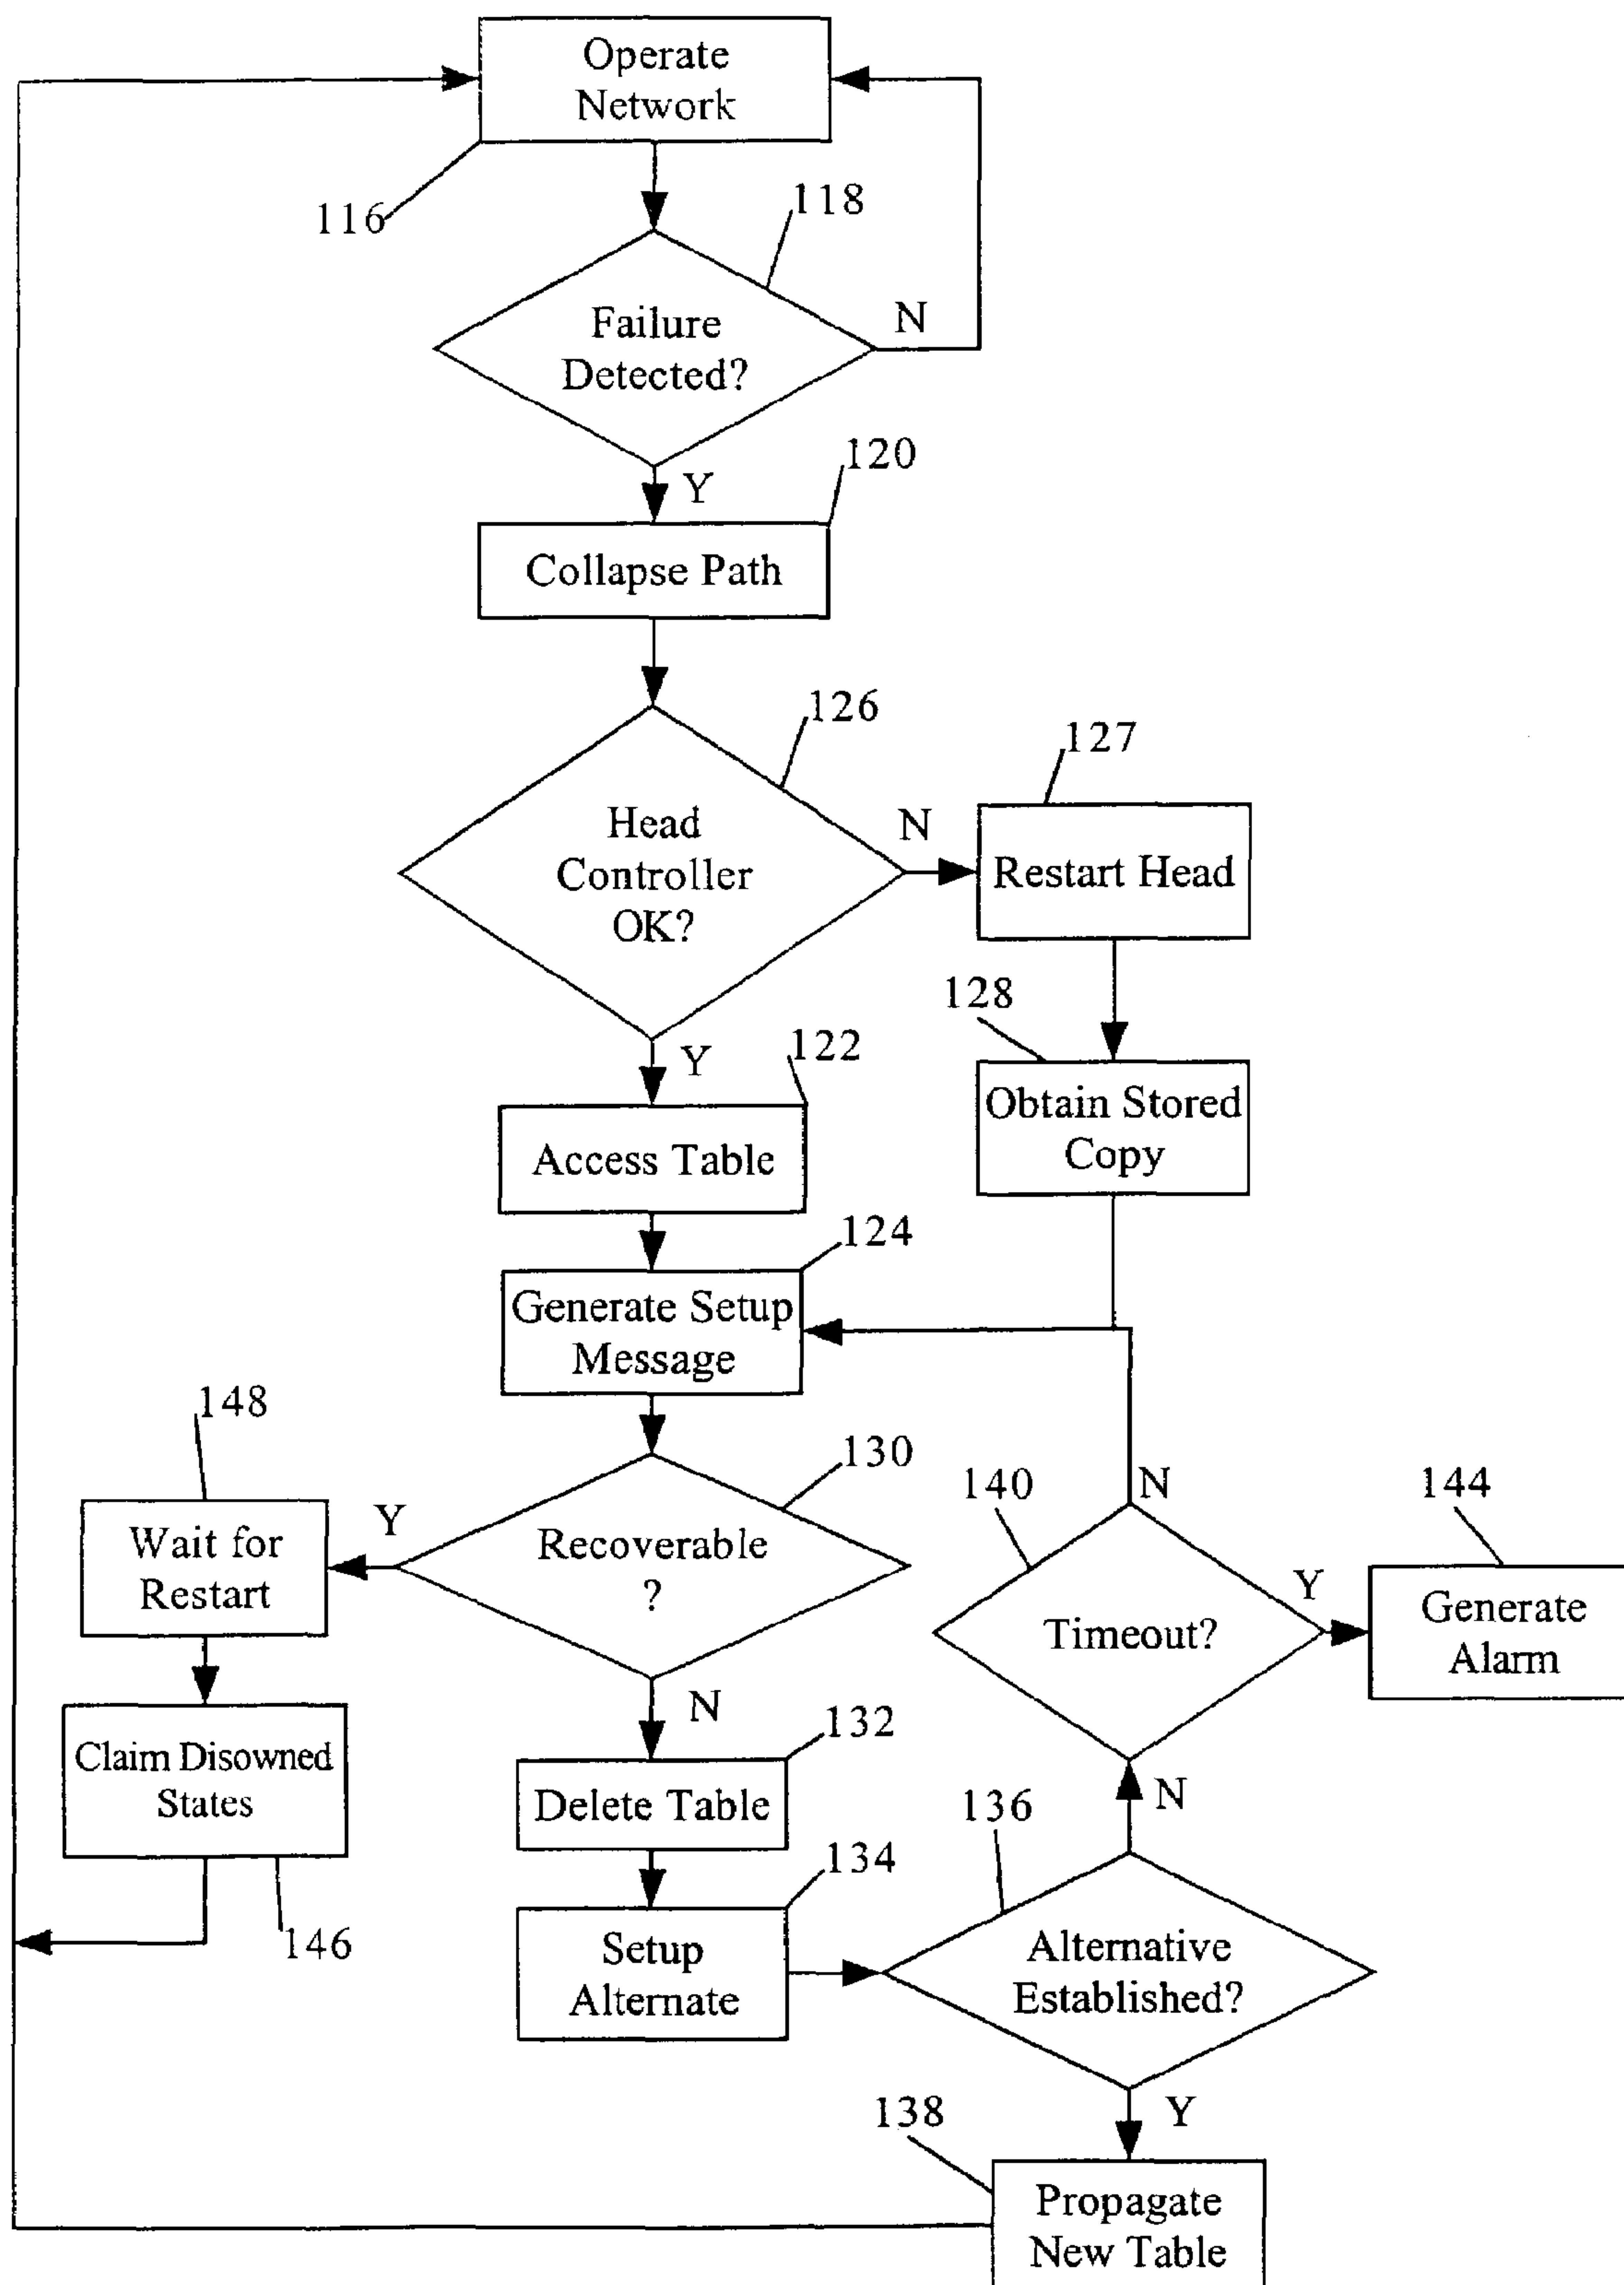 Operate
Network
116
118
Failure
Detected?
N
Y
120
Collapse Path
126
Head
Controller
OK?
N
127
Restart Head
128
Obtain Stored
Copy
Y
122
Access Table
124
Generate Setup
Message
148
Wait for
Restart
Y
130
Recoverable
?
N
140
Timeout?
N
Y
144
Generate
Alarm
Claim Disowned
States
146
132
Delete Table
134
Setup
Alternate
136
N
Alternative
Established?
Y
138
Propagate
New Table